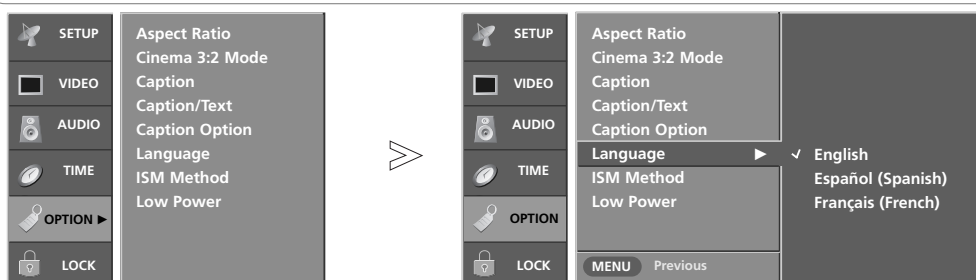 SETUP
VIDEO
AUDIO
TIME
OPTION ►
LOCK
Aspect Ratio
Cinema 3:2 Mode
Caption
Caption/Text
Caption Option
Language
ISM Method
Low Power
SETUP
VIDEO
AUDIO
TIME
OPTION
LOCK
Aspect Ratio
Cinema 3:2 Mode
Caption
Caption/Text
Caption Option
Language ►
ISM Method
Low Power
MENU Previous
✓ English
Español (Spanish)
Français (French)